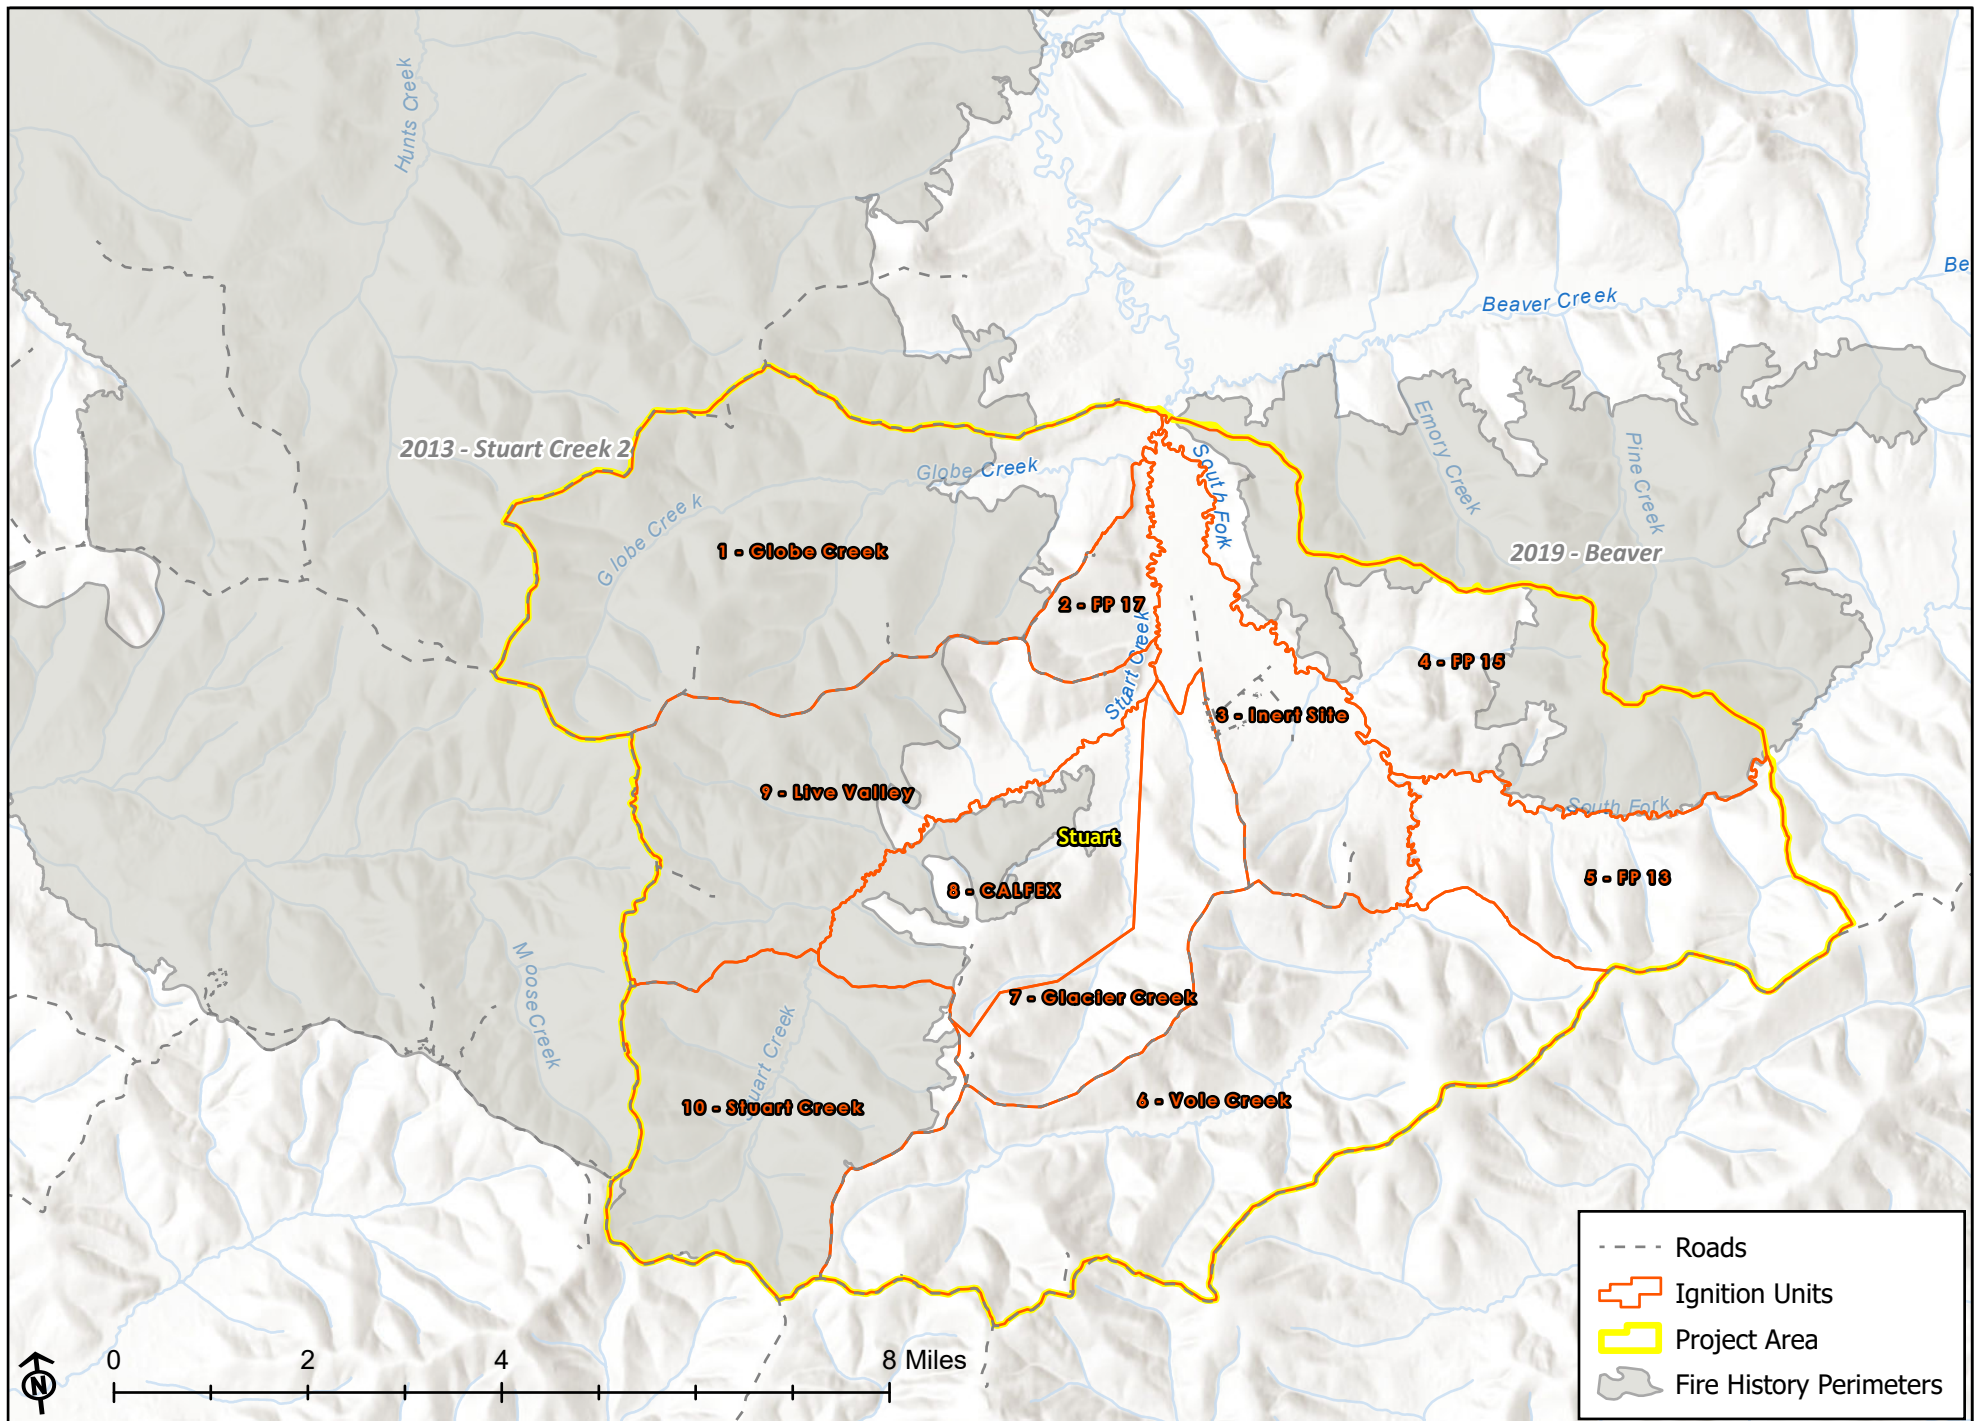 Hunts Creek
Be
Beaver Creek
2013 - Stuart Creek 2
Globe Creek
South Fork
Emory Creek
Pine Creek
Globe Creek
1 - Globe Creek
2019 - Beaver
2 - FP 17
Stuart Creek
4 - FP 15
3 - Inert Site
9 - Live Valley
South Fork
Stuart
8 - CALFEX
5 - FP 13
Moose Creek
7 - Glacier Creek
Stuart Creek
10 - Stuart Creek
6 - Vole Creek
Roads
Ignition Units
Project Area
Fire History Perimeters
0 2 4 8 Miles
N